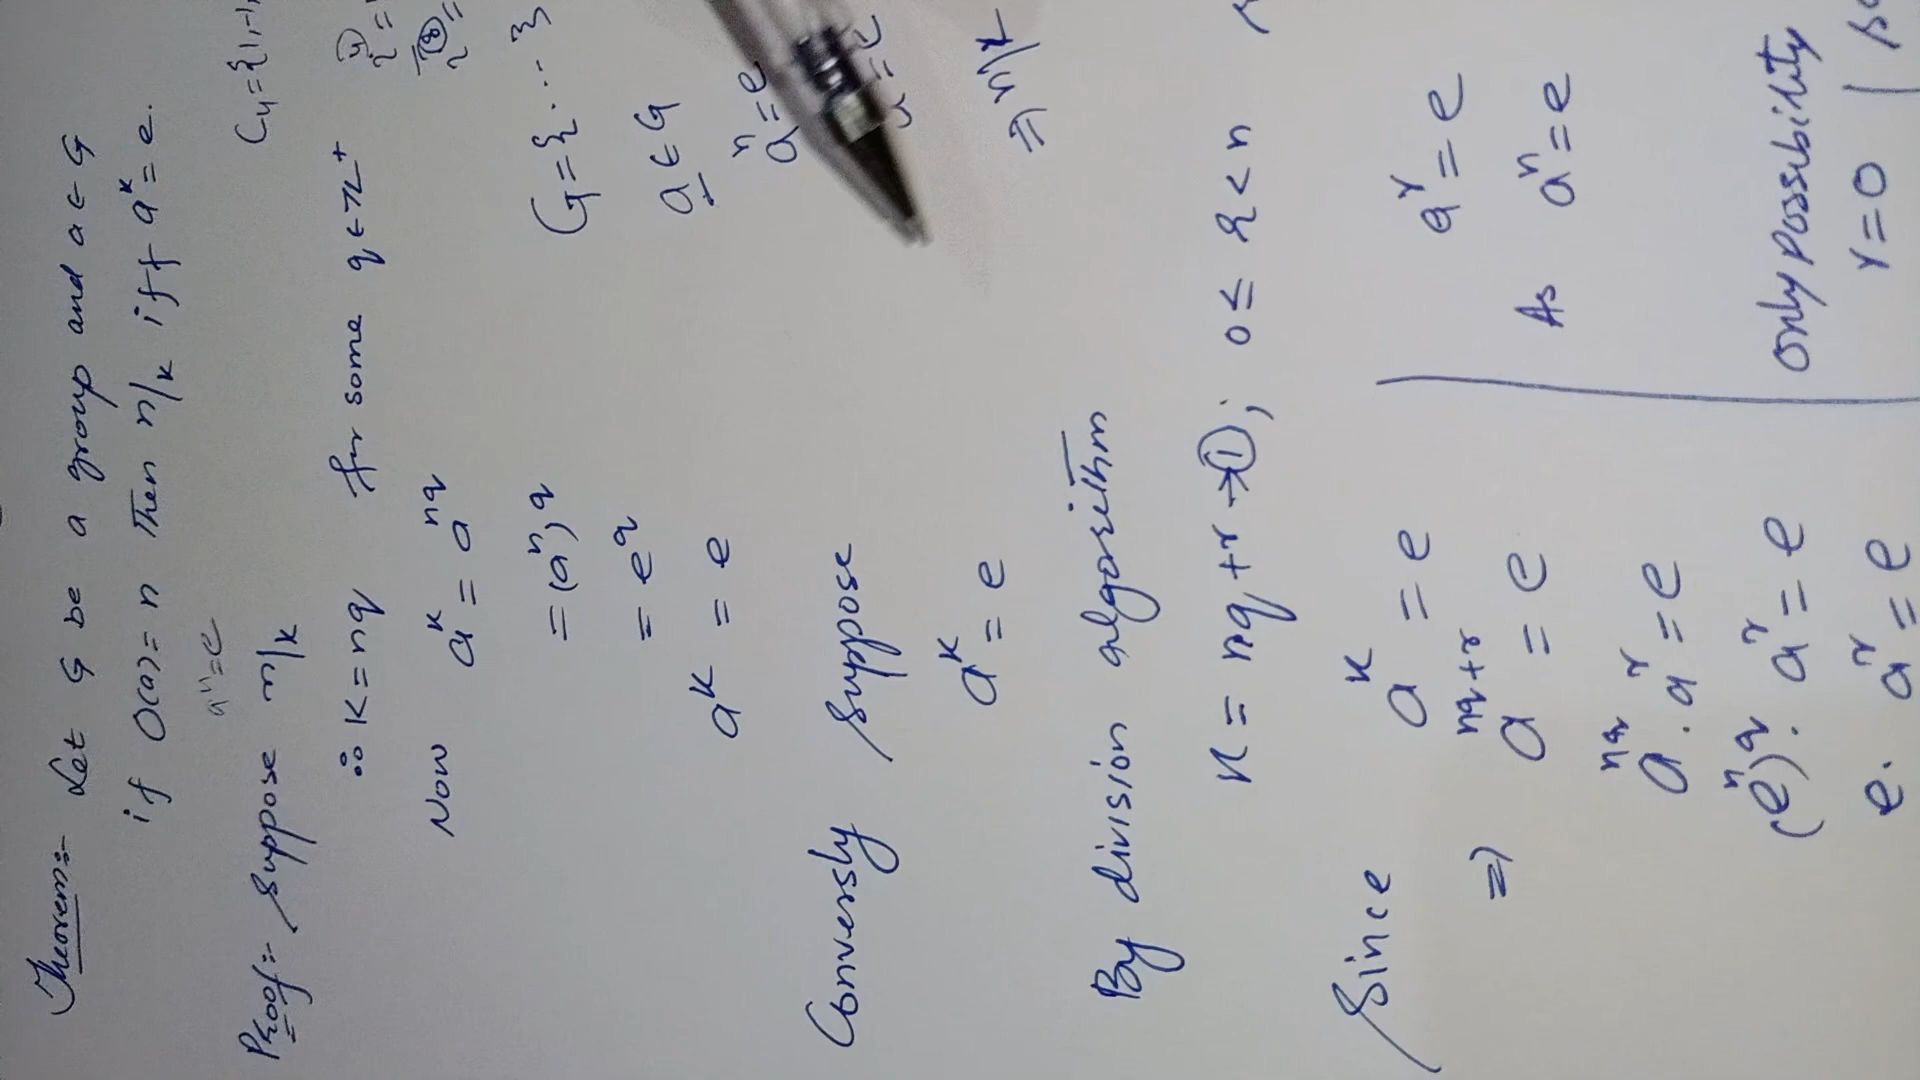 Theorem:- Let G be a group and a ∈ G
if O(a) = n Then n/k iff a^k = e.
a^n = e
C4 = {1, -1,
Proof:- Suppose n/k
∴ k = nq for some q ∈ Z^+
Now a^k = a^nq
= (a^n)^q
= e^q
a^k = e
G = {....}
a ∈ G
a^n = e
Conversly Suppose
a^k = e
By division algorithm
k = nq + r → ①; 0 ≤ r < n
Since a^k = e
⇒ a^nq+r = e
a^nq . a^r = e
(e^n)^q . a^r = e
e . a^r = e
a^r = e
As a^n = e
Only Possibility
r = 0